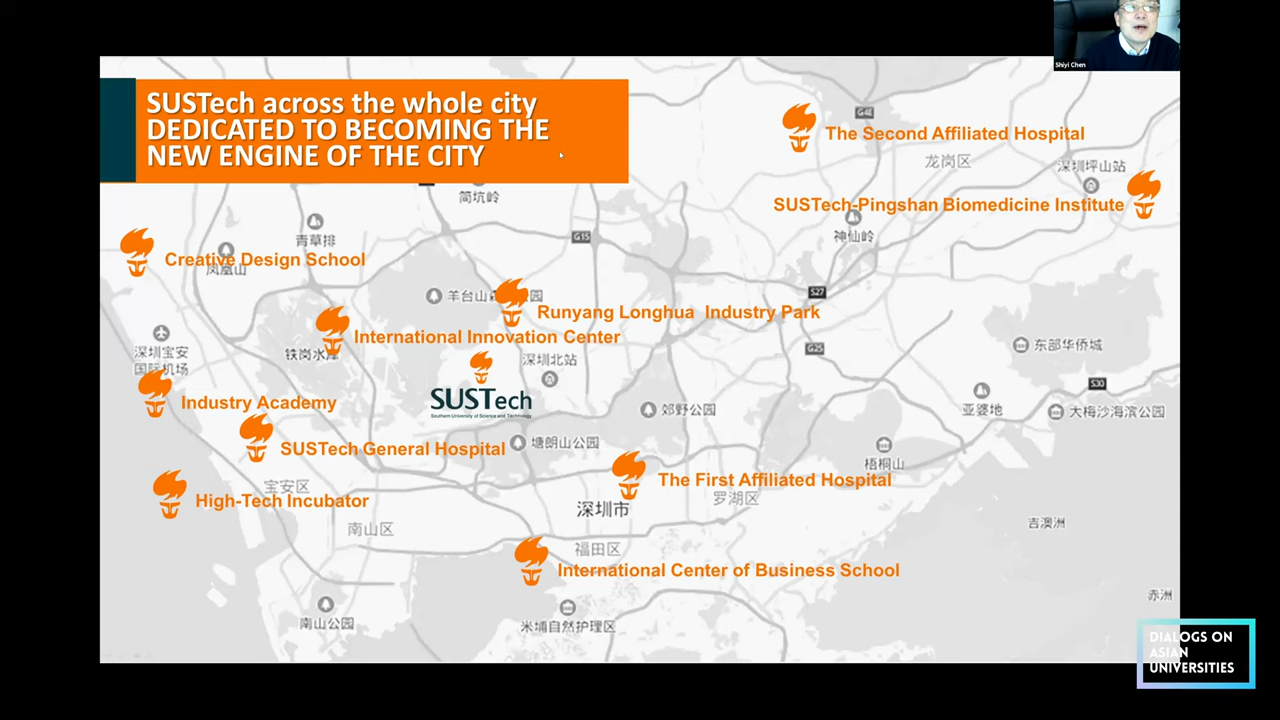 Shiyi Chen
SUSTech across the whole city
DEDICATED TO BECOMING THE
NEW ENGINE OF THE CITY
G4E
The Second Affiliated Hospital
龙岗区
深圳坪山站
SUSTech-Pingshan Biomedicine Institute
简坑岭
青草排
G15
神仙岭
Creative Design School
凤凰山
S27
羊台山
园
Runyang Longhua Industry Park
International Innovation Center
深圳宝安
国际机场
铁岗水库
深圳北站
G25
东部华侨城
S30
SUSTech
Southern University of Science and Technology
Industry Academy
郊野公园
亚婆地
大梅沙海滨公园
SUSTech General Hospital
塘朗山公园
梧桐山
The First Affiliated Hospital
宝安区
罗湖区
High-Tech Incubator
深圳市
南山区
吉澳洲
福田区
International Center of Business School
赤洲
南山公园
米埔自然护理区
DIALOGS ON
ASIAN
UNIVERSITIES